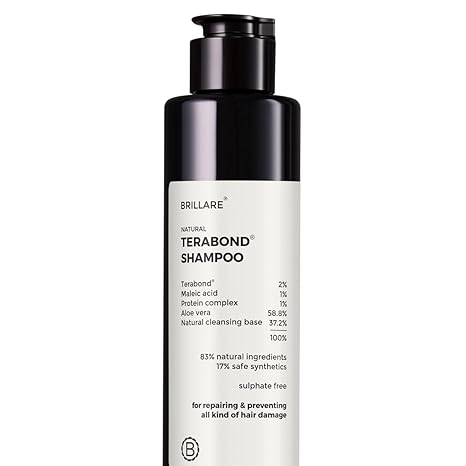 BRILLARE®
NATURAL
TERABOND®
SHAMPOO
Terabond® 2%
Maleic acid 1%
Protein complex 1%
Aloe vera 58.8%
Natural cleansing base 37.2%
100%
83% natural ingredients
17% safe synthetics
sulphate free
for repairing & preventing
all kind of hair damage
B